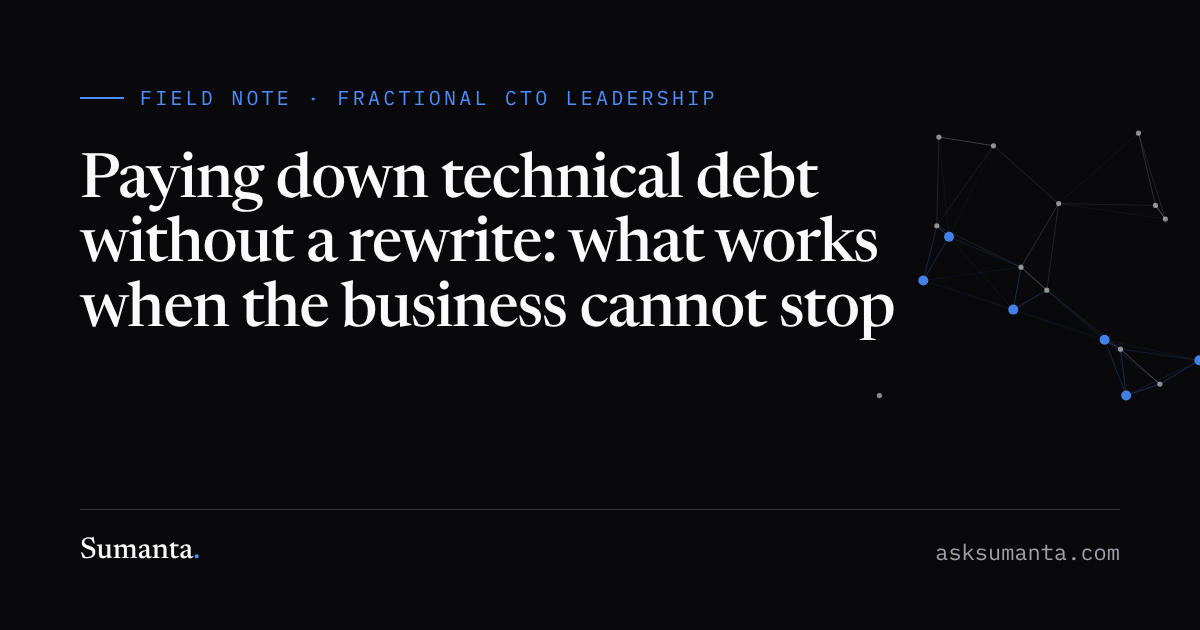 FIELD NOTE · FRACTIONAL CTO LEADERSHIP
Paying down technical debt
without a rewrite: what works
when the business cannot stop
Sumanta.
asksumanta.com